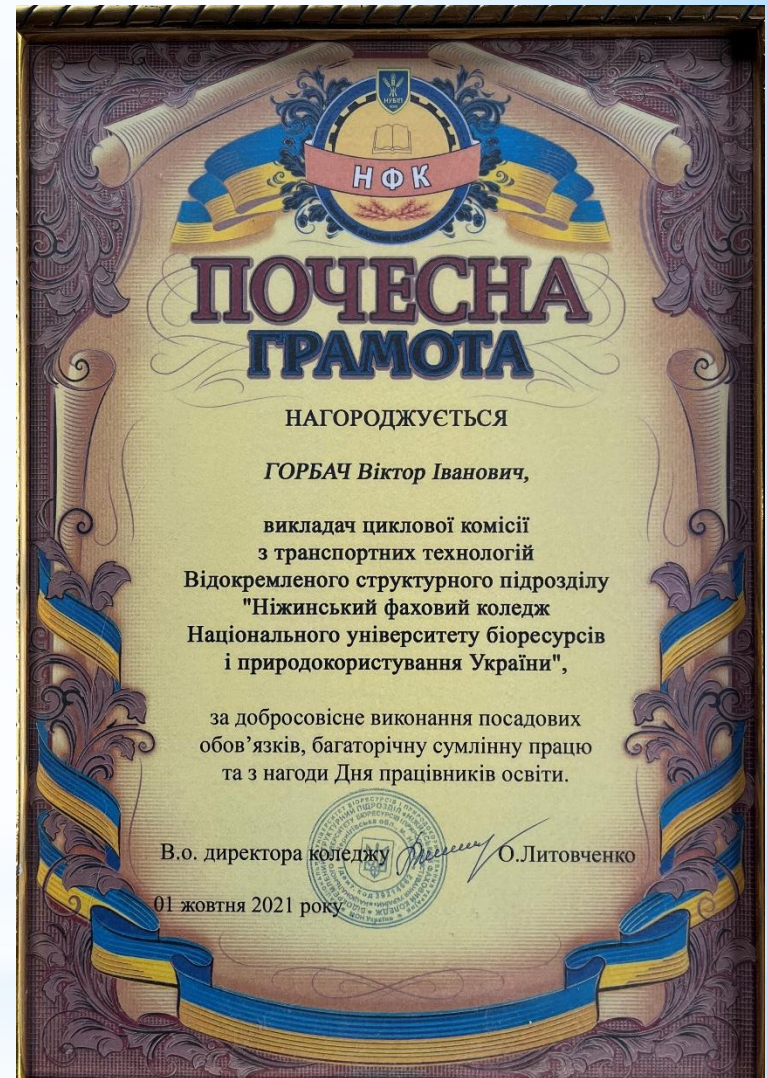 НУБІП
НФК
ПОЧЕСНА
ГРАМОТА
НАГОРОДЖУЄТЬСЯ
ГОРБАЧ Віктор Іванович,
викладач циклової комісії
з транспортних технологій
Відокремленого структурного підрозділу
"Ніжинський фаховий коледж
Національного університету біоресурсів
і природокористування України",
за добросовісне виконання посадових
обов’язків, багаторічну сумлінну працю
та з нагоди Дня працівників освіти.
В.о. директора коледжу О.Литовченко
01 жовтня 2021 року